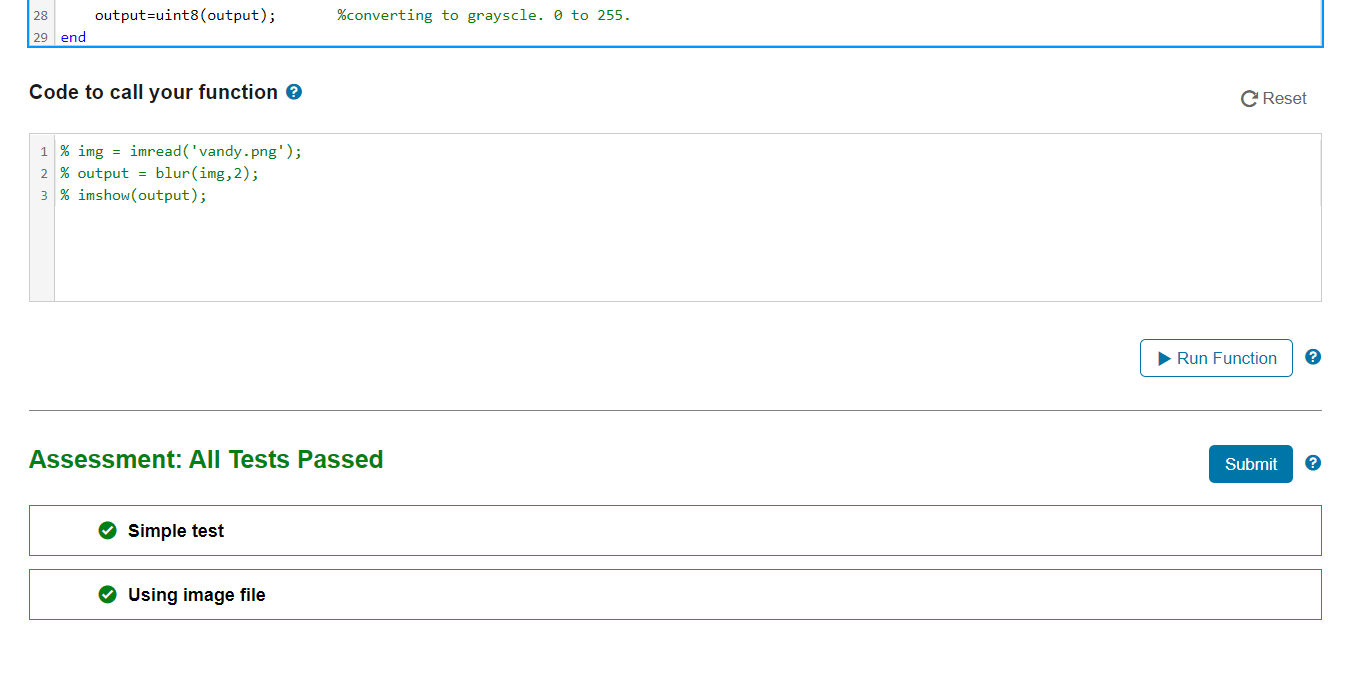 28 output=uint8(output); %converting to grayscle. 0 to 255.
29 end
Code to call your function ?
Reset
1 % img = imread('vandy.png');
2 % output = blur(img,2);
3 % imshow(output);
Run Function ?
Assessment: All Tests Passed
Submit ?
Simple test
Using image file